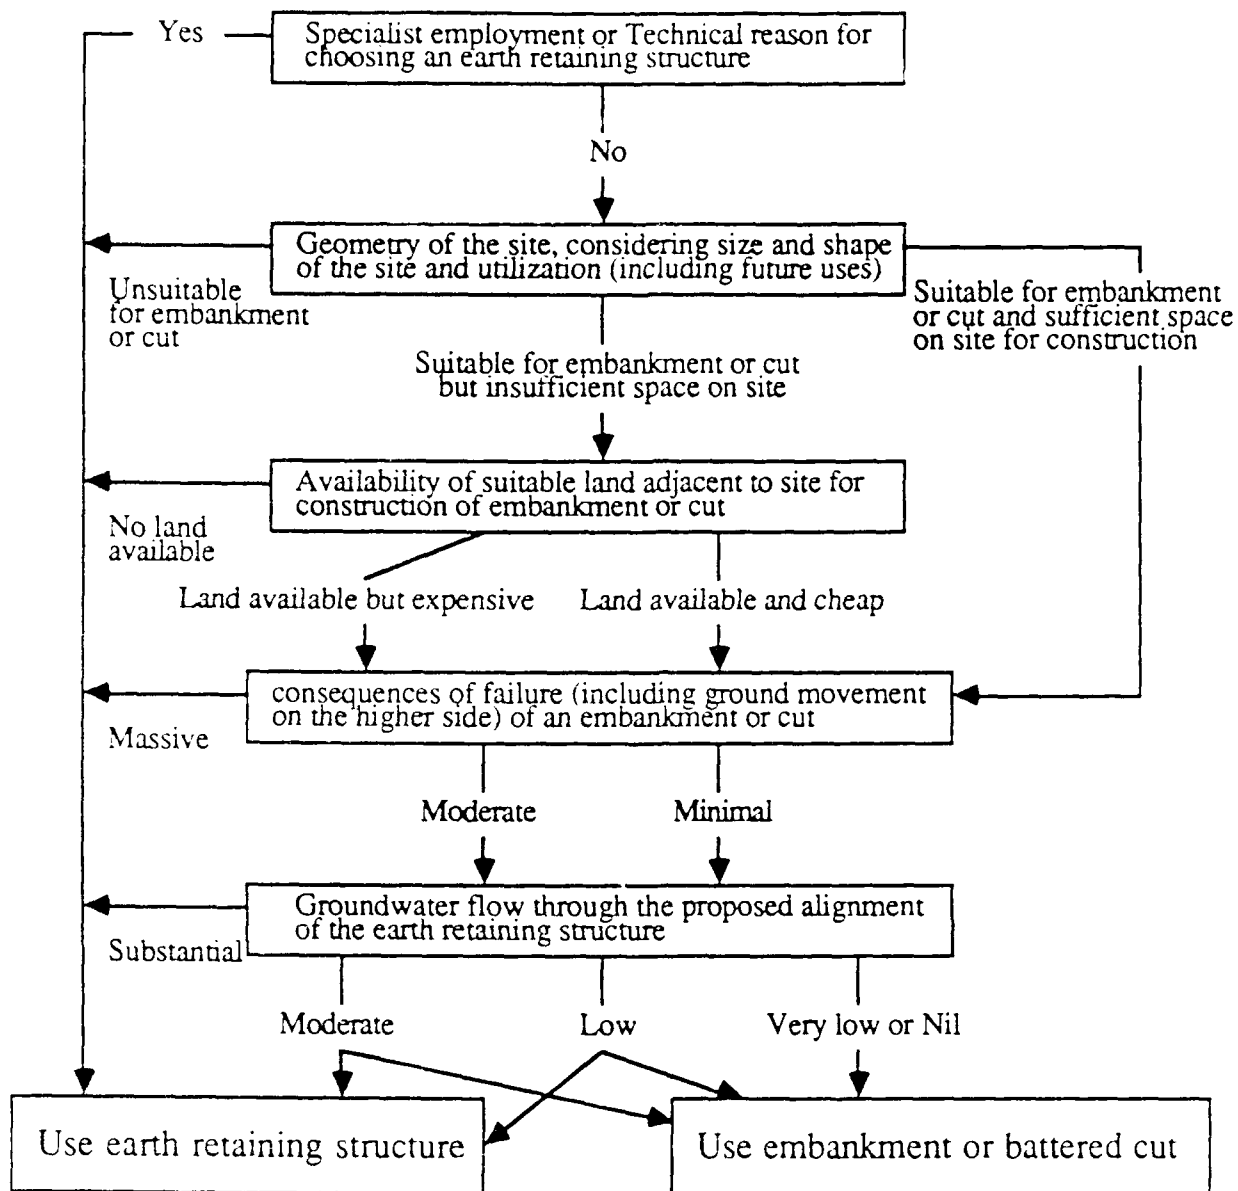 Yes
Specialist employment or Technical reason for
choosing an earth retaining structure
No
Geometry of the site, considering size and shape
of the site and utilization (including future uses)
Unsuitable
for embankment
or cut
Suitable for embankment
or cut and sufficient space
on site for construction
Suitable for embankment or cut
but insufficient space on site
Availability of suitable land adjacent to site for
construction of embankment or cut
No land
available
Land available but expensive
Land available and cheap
consequences of failure (including ground movement
on the higher side) of an embankment or cut
Massive
Moderate
Minimal
Groundwater flow through the proposed alignment
of the earth retaining structure
Substantial
Moderate
Low
Very low or Nil
Use earth retaining structure
Use embankment or battered cut